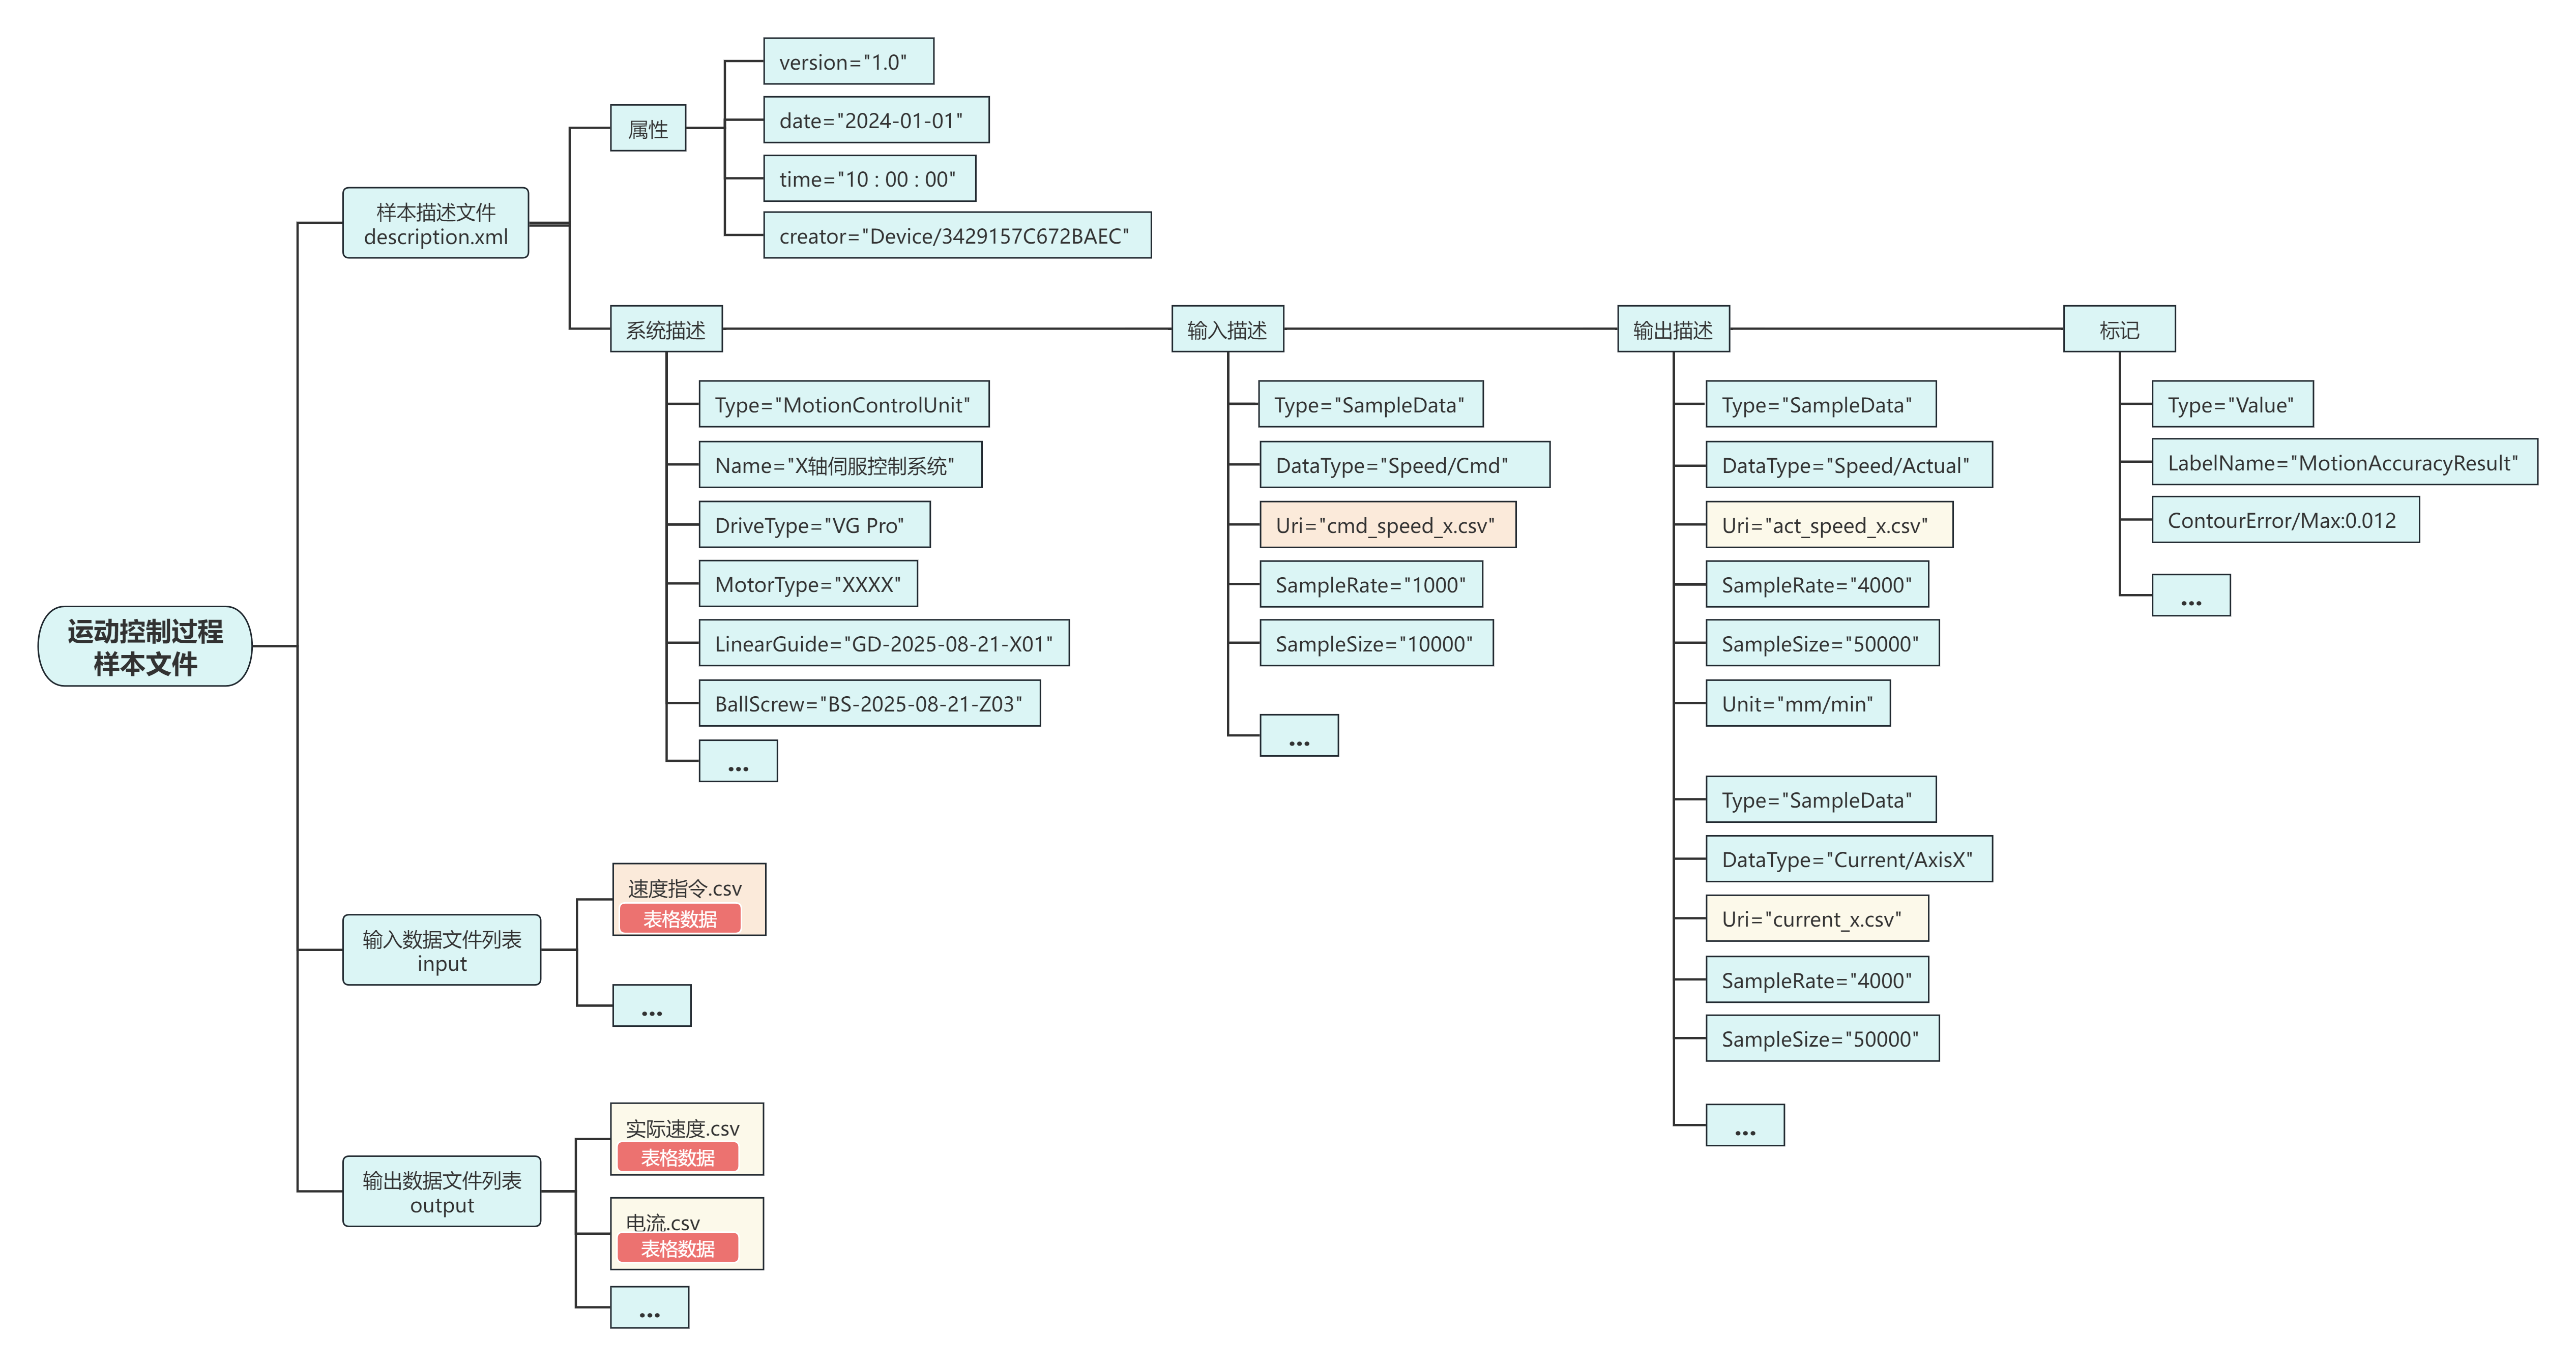 运动控制过程
样本文件
样本描述文件
description.xml
属性
version="1.0"
date="2024-01-01"
time="10 : 00 : 00"
creator="Device/3429157C672BAEC"
系统描述
Type="MotionControlUnit"
Name="X轴伺服控制系统"
DriveType="VG Pro"
MotorType="XXXX"
LinearGuide="GD-2025-08-21-X01"
BallScrew="BS-2025-08-21-Z03"
...
输入描述
Type="SampleData"
DataType="Speed/Cmd"
Uri="cmd_speed_x.csv"
SampleRate="1000"
SampleSize="10000"
...
输出描述
Type="SampleData"
DataType="Speed/Actual"
Uri="act_speed_x.csv"
SampleRate="4000"
SampleSize="50000"
Unit="mm/min"
Type="SampleData"
DataType="Current/AxisX"
Uri="current_x.csv"
SampleRate="4000"
SampleSize="50000"
...
标记
Type="Value"
LabelName="MotionAccuracyResult"
ContourError/Max:0.012
...
输入数据文件列表
input
速度指令.csv
表格数据
...
输出数据文件列表
output
实际速度.csv
表格数据
电流.csv
表格数据
...